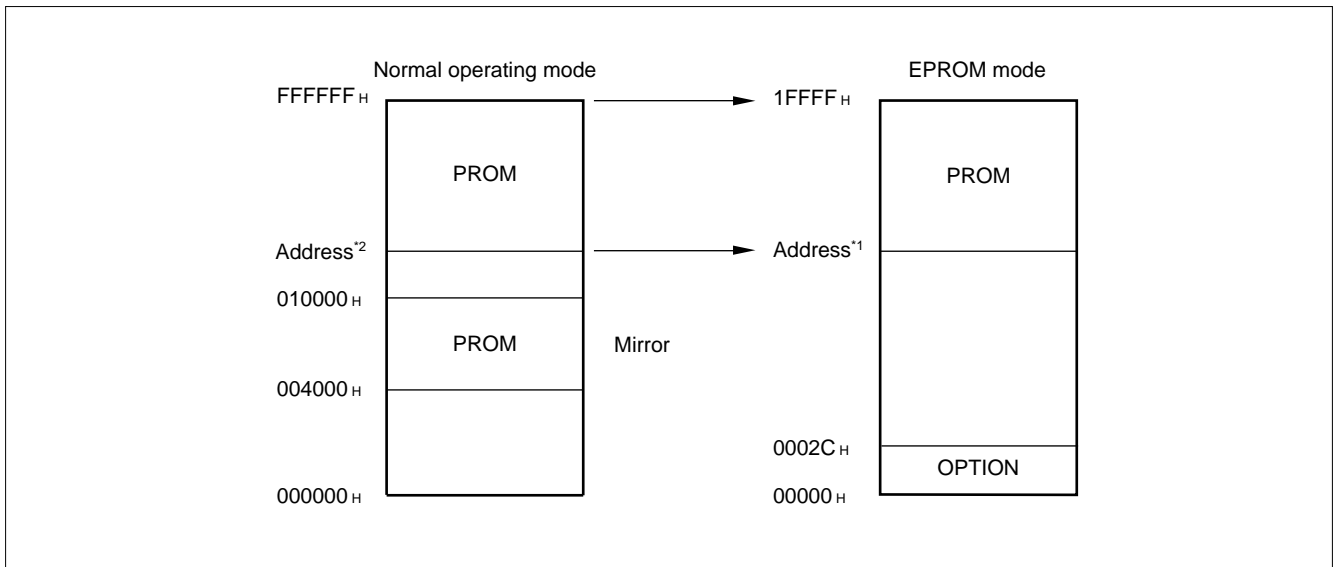 Normal operating mode
EPROM mode
FFFFFF H
1FFFF H
PROM
PROM
Address*2
Address*1
010000 H
PROM
Mirror
004000 H
0002C H
OPTION
000000 H
00000 H